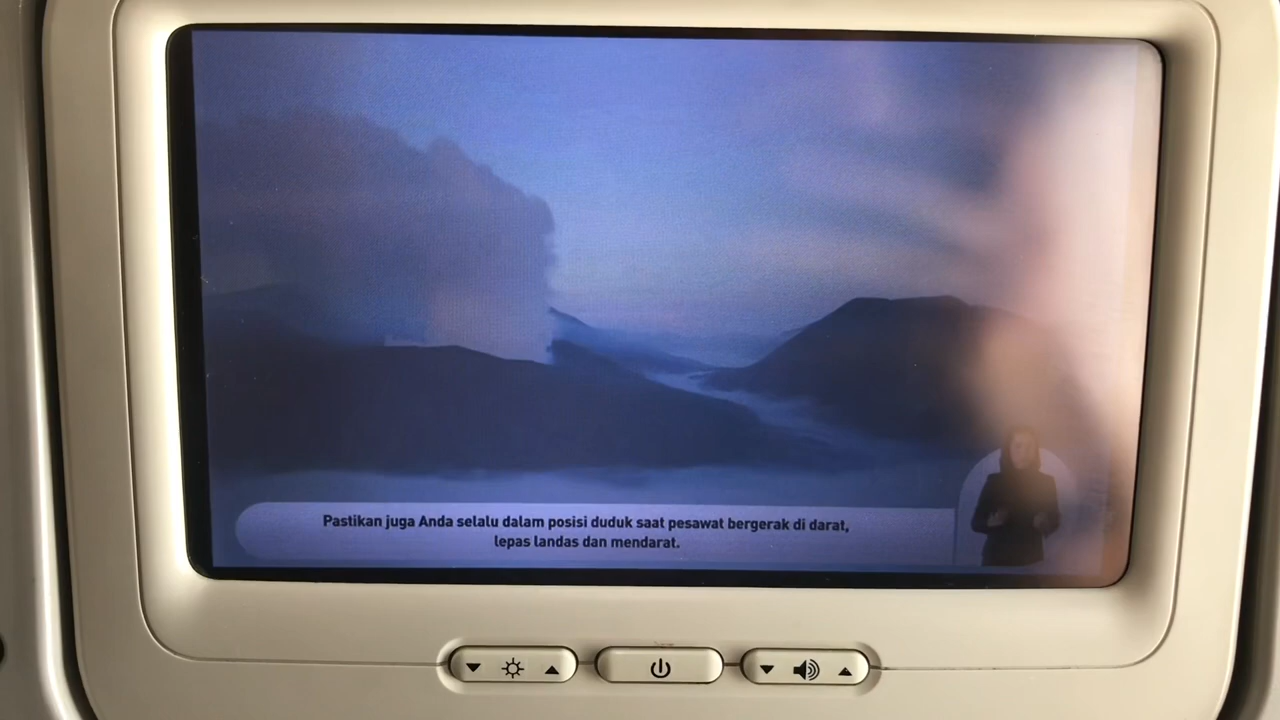 Pastikan juga Anda selalu dalam posisi duduk saat pesawat bergerak di darat,
lepas landas dan mendarat.